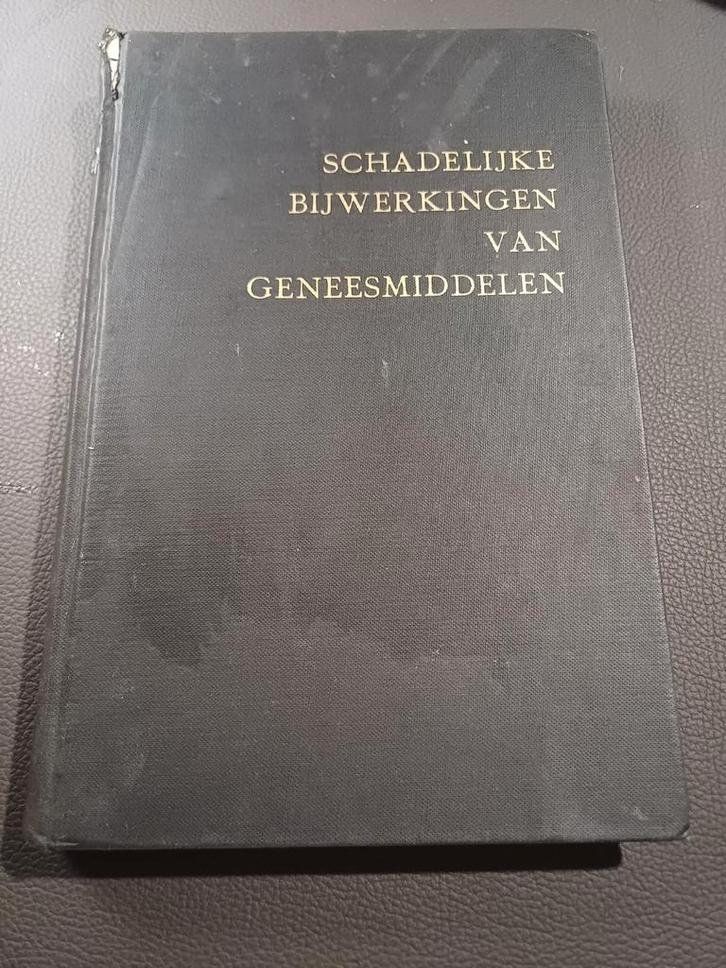 SCHADELIJKE
BIJWERKINGEN
VAN
GENEESMIDDELEN